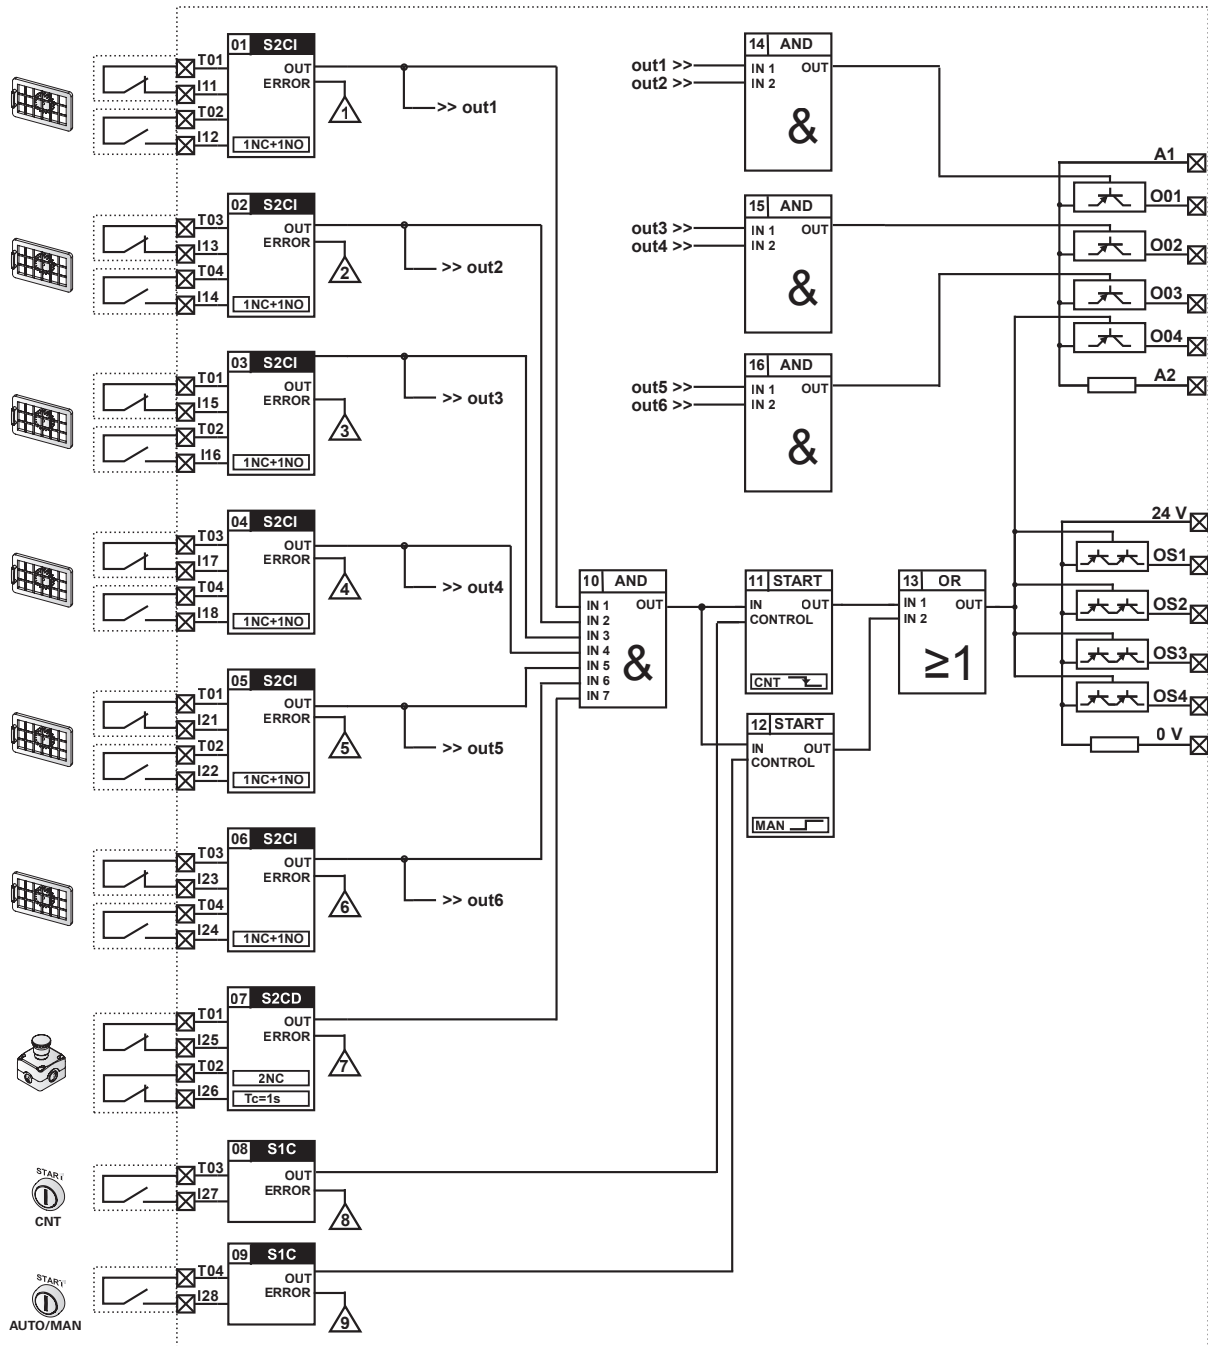 01 S2CI
T01
OUT
I11
ERROR
1
>> out1
T02
I12
1NC+1NO
02 S2CI
T03
OUT
I13
ERROR
2
>> out2
T04
I14
1NC+1NO
03 S2CI
T01
OUT
I15
ERROR
3
>> out3
T02
I16
1NC+1NO
04 S2CI
T03
OUT
I17
ERROR
4
>> out4
T04
I18
1NC+1NO
05 S2CI
T01
OUT
I21
ERROR
5
>> out5
T02
I22
1NC+1NO
06 S2CI
T03
OUT
I23
ERROR
6
>> out6
T04
I24
1NC+1NO
07 S2CD
T01
OUT
I25
ERROR
7
T02
2NC
I26
Tc=1s
START
CNT
08 S1C
T03
OUT
I27
ERROR
8
START
AUTO/MAN
09 S1C
T04
OUT
I28
ERROR
9
10 AND
IN 1 OUT
IN 2
IN 3
IN 4
IN 5
IN 6
IN 7
&
11 START
IN OUT
CONTROL
CNT
12 START
IN OUT
CONTROL
MAN
13 OR
IN 1 OUT
IN 2
≥1
14 AND
out1 >> IN 1 OUT
out2 >> IN 2
&
15 AND
out3 >> IN 1 OUT
out4 >> IN 2
&
16 AND
out5 >> IN 1 OUT
out6 >> IN 2
&
A1
O01
O02
O03
O04
A2
24 V
OS1
OS2
OS3
OS4
0 V